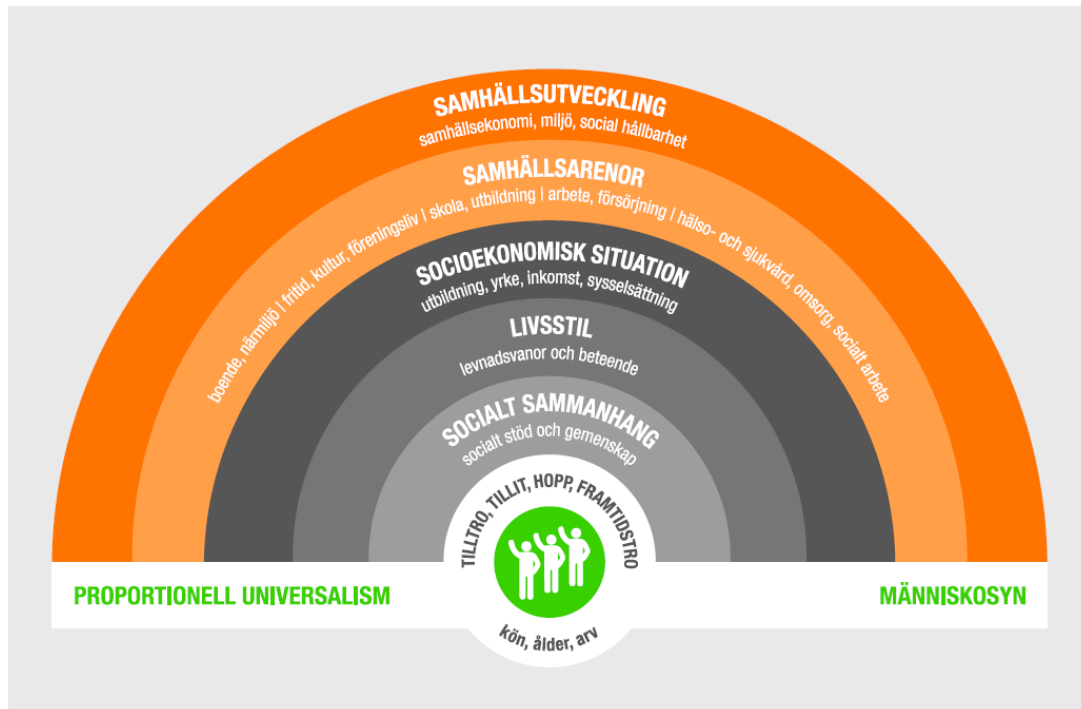 SAMHÄLLSUTVECKLING
samhällsekonomi, miljö, social hållbarhet
SAMHÄLLSARENOR
boende, närmiljö | fritid, kultur, föreningsliv | skola, utbildning | arbete, försörjning | hälso- och sjukvård, omsorg, socialt arbete
SOCIOEKONOMISK SITUATION
utbildning, yrke, inkomst, sysselsättning
LIVSSTIL
levnadsvanor och beteende
SOCIALT SAMMANHANG
socialt stöd och gemenskap
TILLTRO, TILLIT, HOPP, FRAMTIDSTRO
PROPORTIONELL UNIVERSALISM
MÄNNISKOSYN
kön, ålder, arv